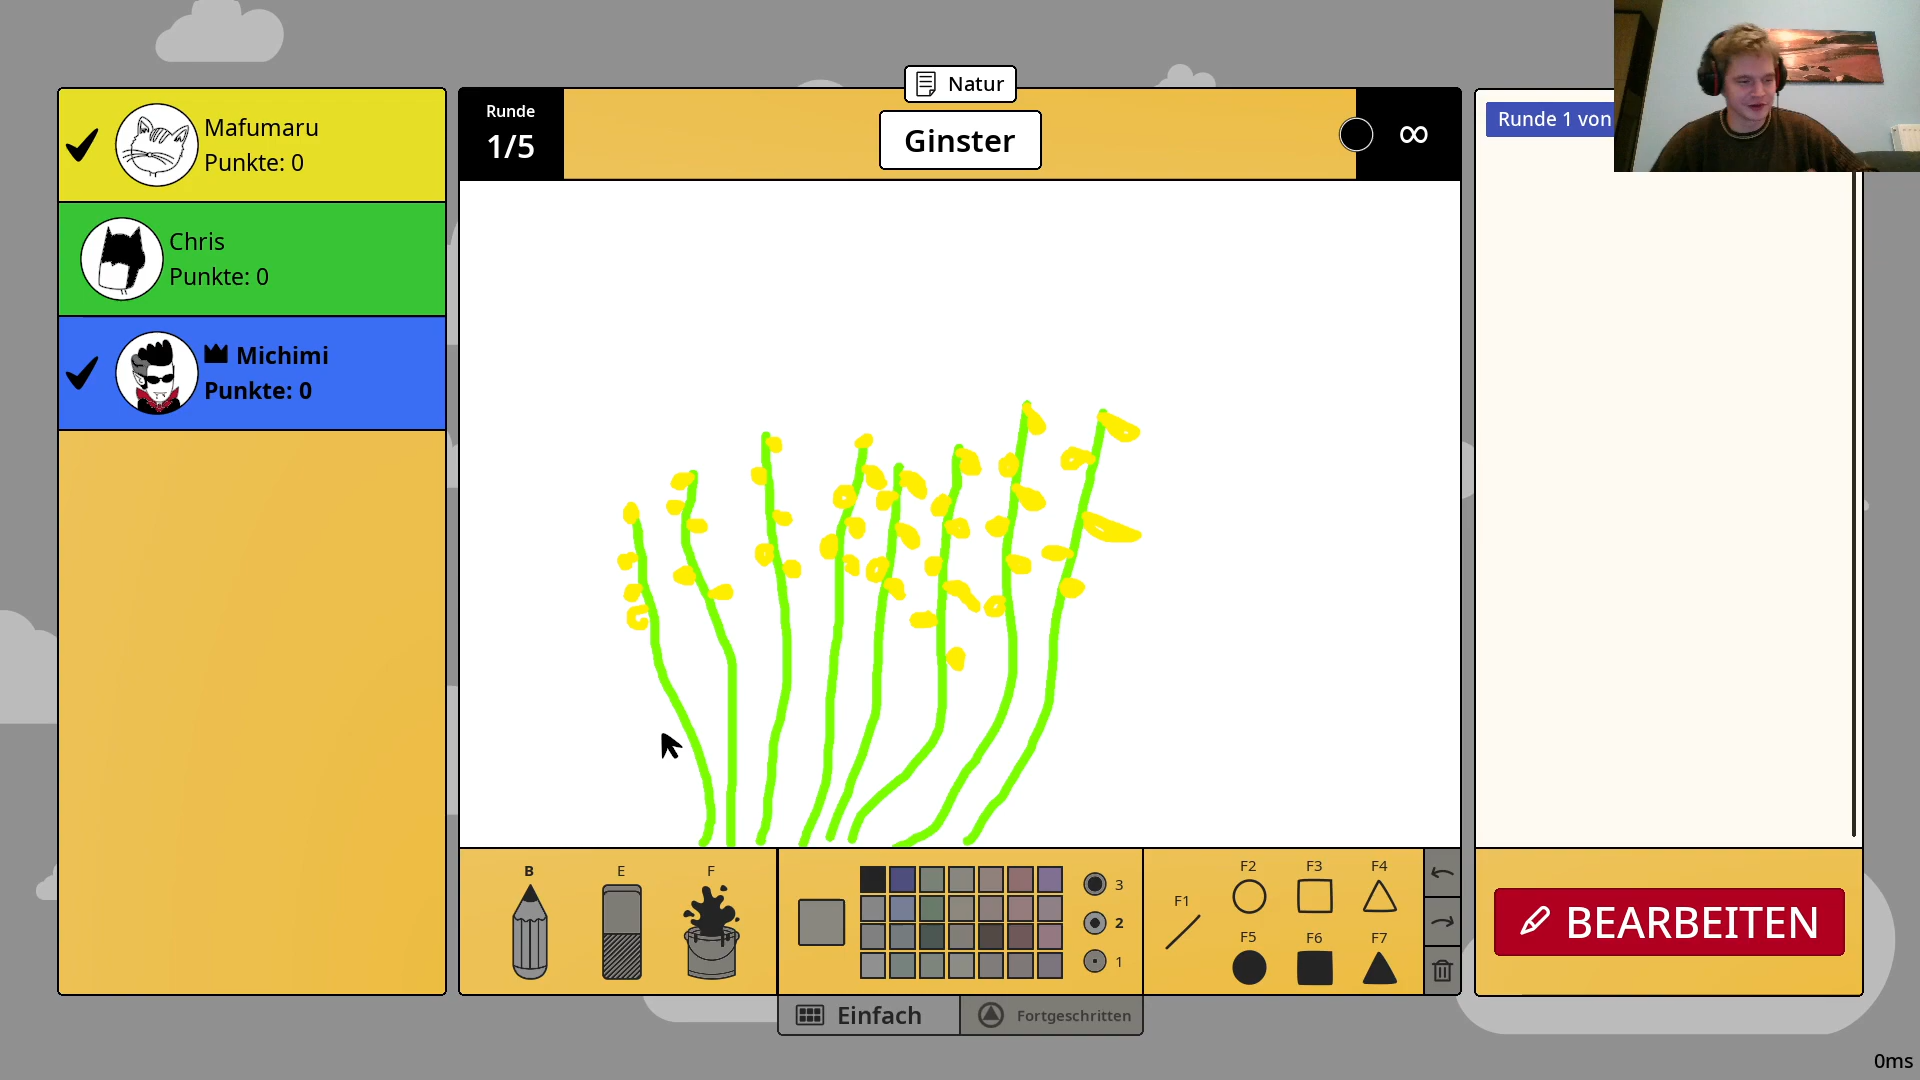 Natur
Runde
1/5
Ginster
∞
Mafumaru
Punkte: 0
Chris
Punkte: 0
Michimi
Punkte: 0
Runde 1 von
B
E
F
3
2
1
F1
F2
F3
F4
F5
F6
F7
BEARBEITEN
Einfach
Fortgeschritten
0ms